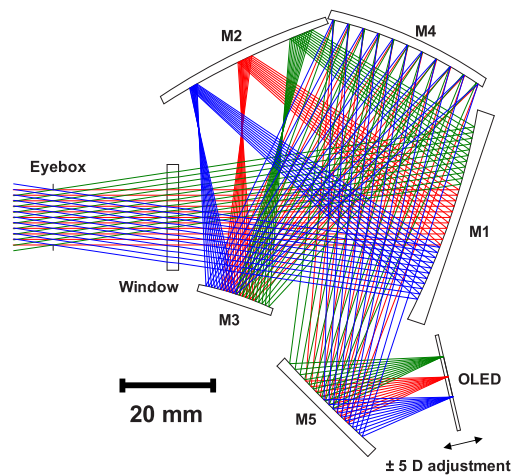 M2
M4
Eyebox
M1
Window
M3
OLED
20 mm
M5
± 5 D adjustment